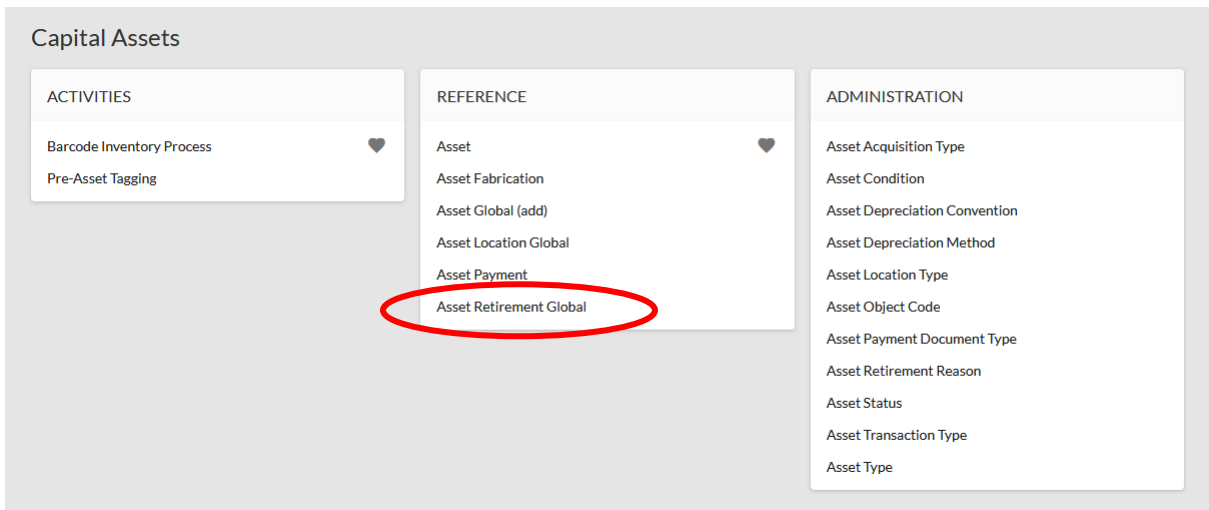 Capital Assets
ACTIVITIES
Barcode Inventory Process
Pre-Asset Tagging
REFERENCE
Asset
Asset Fabrication
Asset Global (add)
Asset Location Global
Asset Payment
Asset Retirement Global
ADMINISTRATION
Asset Acquisition Type
Asset Condition
Asset Depreciation Convention
Asset Depreciation Method
Asset Location Type
Asset Object Code
Asset Payment Document Type
Asset Retirement Reason
Asset Status
Asset Transaction Type
Asset Type